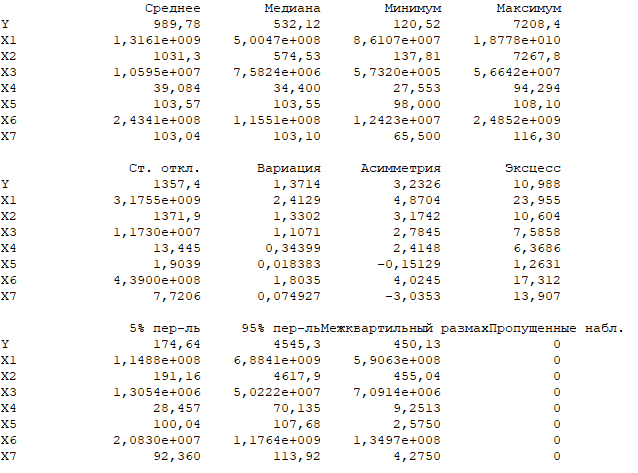 Среднее Медиана Минимум Максимум
Y 989,78 532,12 120,52 7208,4
X1 1,3161e+009 5,0047e+008 8,6107e+007 1,8778e+010
X2 1031,3 574,53 137,81 7267,8
X3 1,0595e+007 7,5824e+006 5,7320e+005 5,6642e+007
X4 39,084 34,400 27,553 94,294
X5 103,57 103,55 98,000 108,10
X6 2,4341e+008 1,1551e+008 1,2423e+007 2,4852e+009
X7 103,04 103,10 65,500 116,30
Ст. откл. Вариация Асимметрия Эксцесс
Y 1357,4 1,3714 3,2326 10,988
X1 3,1755e+009 2,4129 4,8704 23,955
X2 1371,9 1,3302 3,1742 10,604
X3 1,1730e+007 1,1071 2,7845 7,5858
X4 13,445 0,34399 2,4148 6,3686
X5 1,9039 0,018383 -0,15129 1,2631
X6 4,3900e+008 1,8035 4,0245 17,312
X7 7,7206 0,074927 -3,0353 13,907
5% пер-ль 95% пер-льМежквартильный размахПропущенные набл.
Y 174,64 4545,3 450,13 0
X1 1,1488e+008 6,8841e+009 5,9063e+008 0
X2 191,16 4617,9 455,04 0
X3 1,3054e+006 5,0222e+007 7,0914e+006 0
X4 28,457 70,135 9,2513 0
X5 100,04 107,68 2,5750 0
X6 2,0830e+007 1,1764e+009 1,3497e+008 0
X7 92,360 113,92 4,2750 0